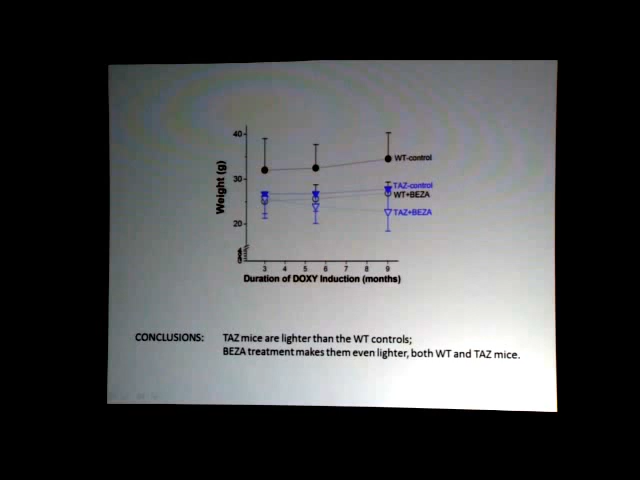 40
WT-control
30
TAZ-control
WT+BEZA
20
TAZ+BEZA
Weight (g)
3 4 5 6 7 8 9
Duration of DOXY Induction (months)
CONCLUSIONS: TAZ mice are lighter than the WT controls;
BEZA treatment makes them even lighter, both WT and TAZ mice.